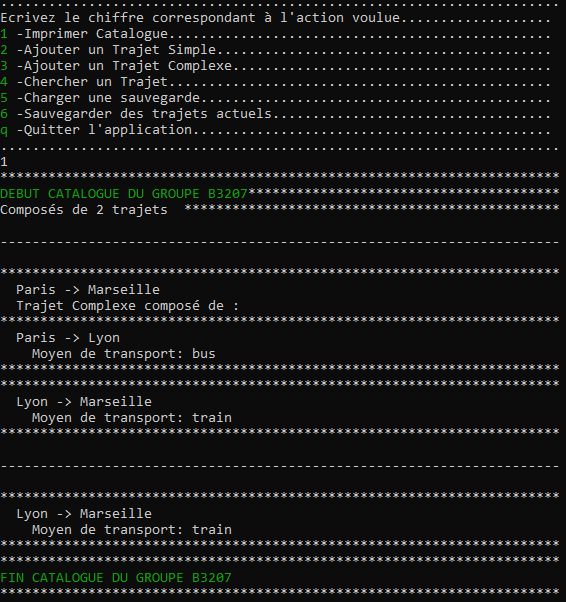 ......................................................................
Ecrivez le chiffre correspondant à l'action voulue...................
1 -Imprimer Catalogue................................................
2 -Ajouter un Trajet Simple..........................................
3 -Ajouter un Trajet Complexe........................................
4 -Chercher un Trajet................................................
5 -Charger une sauvegarde............................................
6 -Sauvegarder des trajets actuels...................................
q -Quitter l'application.............................................
......................................................................
1
**********************************************************************
DEBUT CATALOGUE DU GROUPE B3207***************************************
Composés de 2 trajets  ***********************************************
----------------------------------------------------------------------
**********************************************************************
Paris -> Marseille
Trajet Complexe composé de :
**********************************************************************
Paris -> Lyon
Moyen de transport: bus
**********************************************************************
**********************************************************************
Lyon -> Marseille
Moyen de transport: train
**********************************************************************
----------------------------------------------------------------------
**********************************************************************
Lyon -> Marseille
Moyen de transport: train
**********************************************************************
**********************************************************************
FIN CATALOGUE DU GROUPE B3207
**********************************************************************